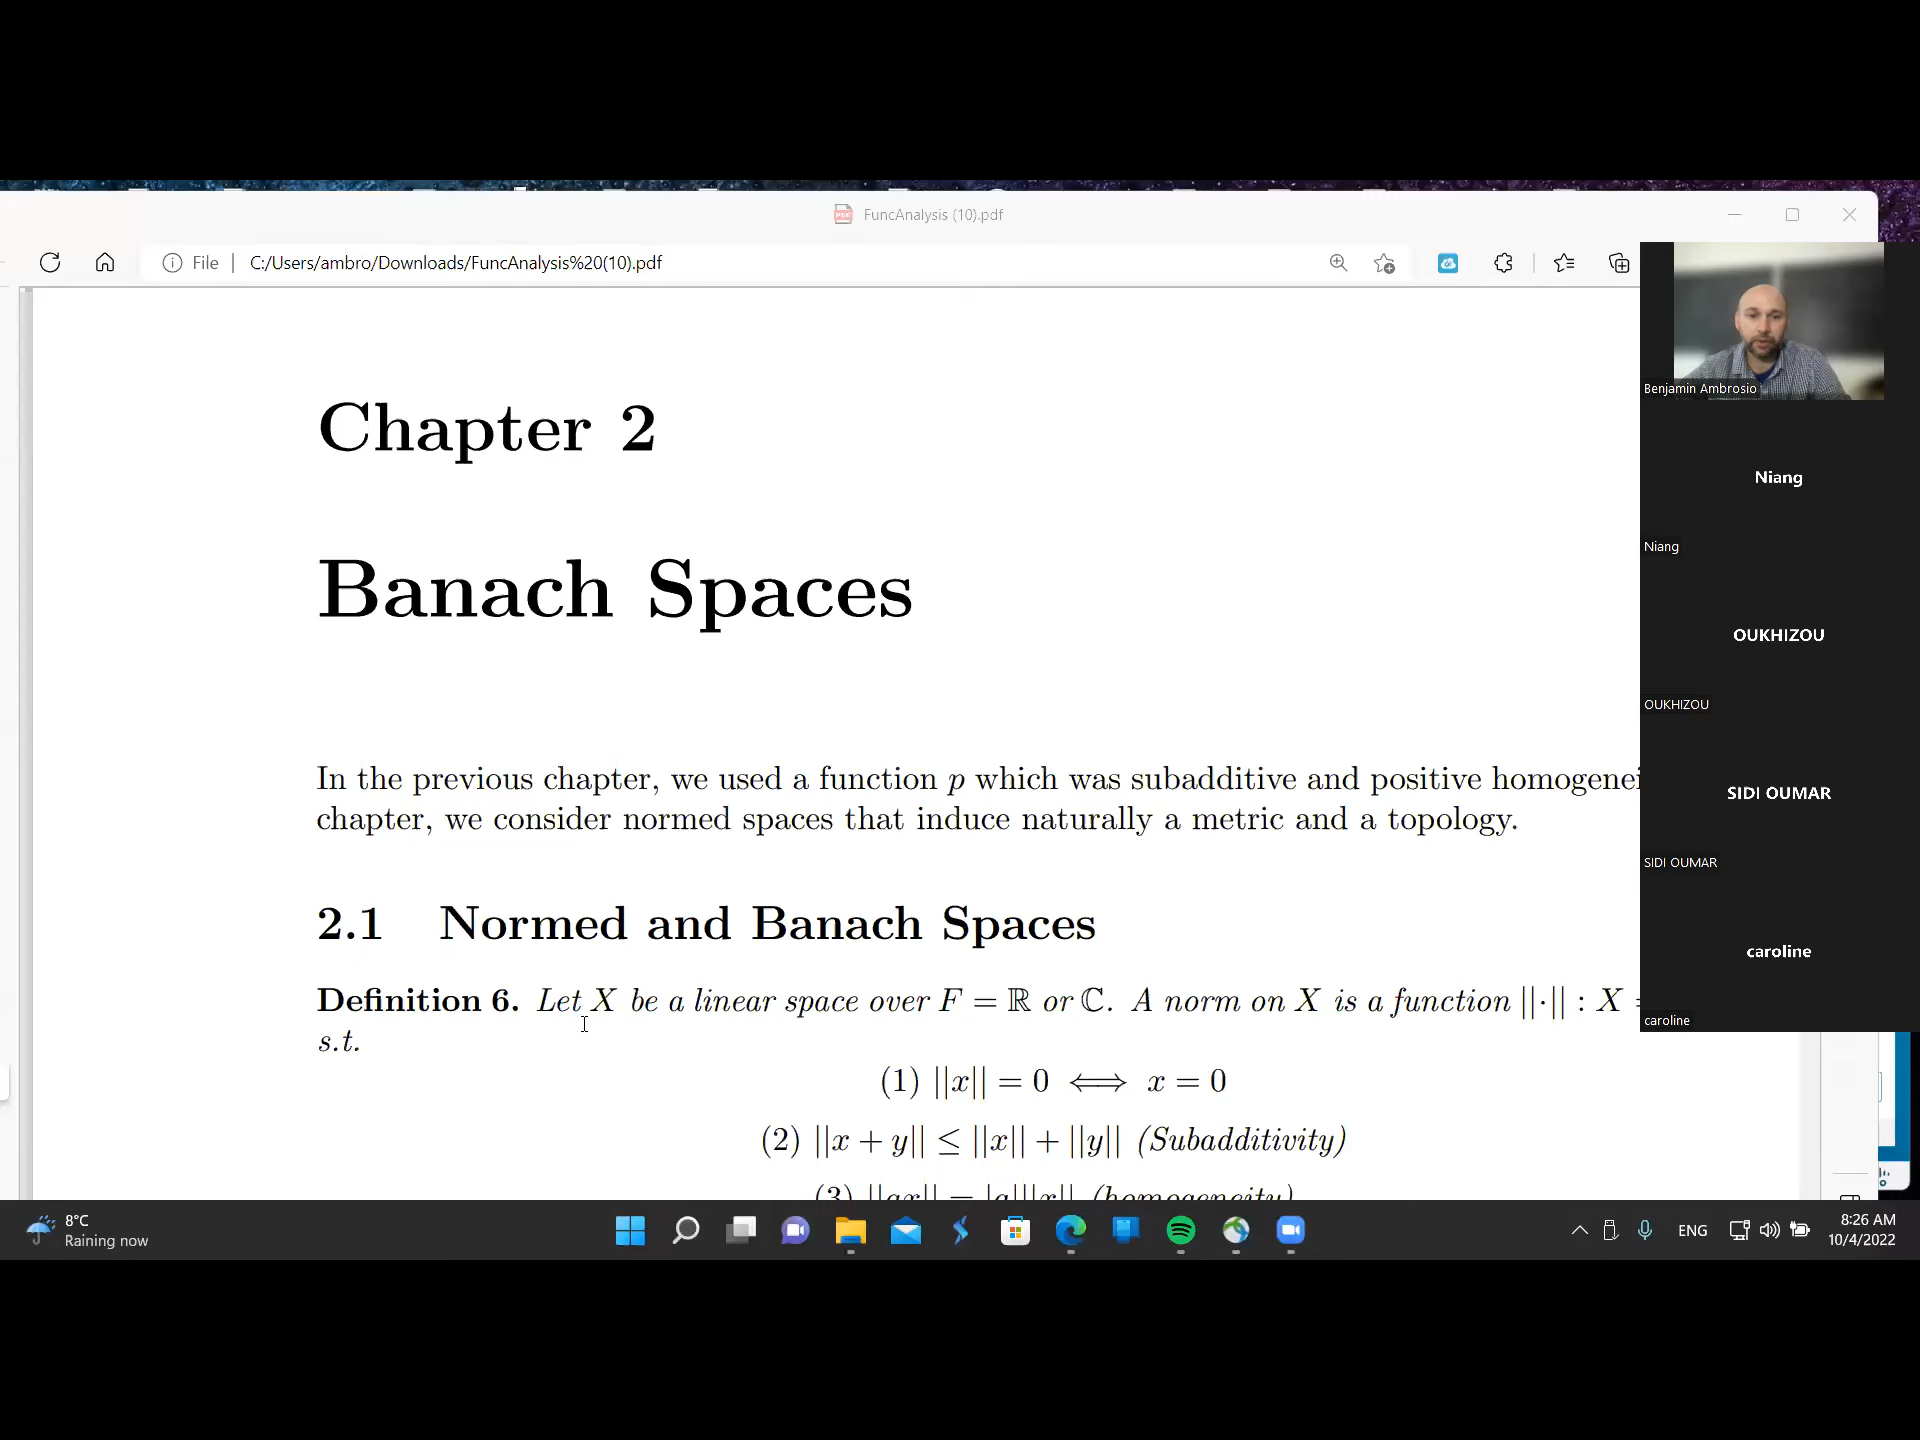 FuncAnalysis (10).pdf
File
C:/Users/ambro/Downloads/FuncAnalysis%20(10).pdf
Chapter 2
Banach Spaces
In the previous chapter, we used a function p which was subadditive and positive
chapter, we consider normed spaces that induce naturally a metric and a topology.
2.1 Normed and Banach Spaces
Definition 6. Let X be a linear space over F = ℝ or ℂ. A norm on X is a function ||·|| : X
s.t.
(1) ||x|| = 0 ⟺ x = 0
(2) ||x + y|| ≤ ||x|| + ||y|| (Subadditivity)
(3) ||ax|| = |a|||x|| (homogeneity)
Benjamin Ambrosio
Niang
Niang
OUKHIZOU
OUKHIZOU
SIDI OUMAR
SIDI OUMAR
caroline
caroline
8°C
Raining now
ENG
8:26 AM
10/4/2022